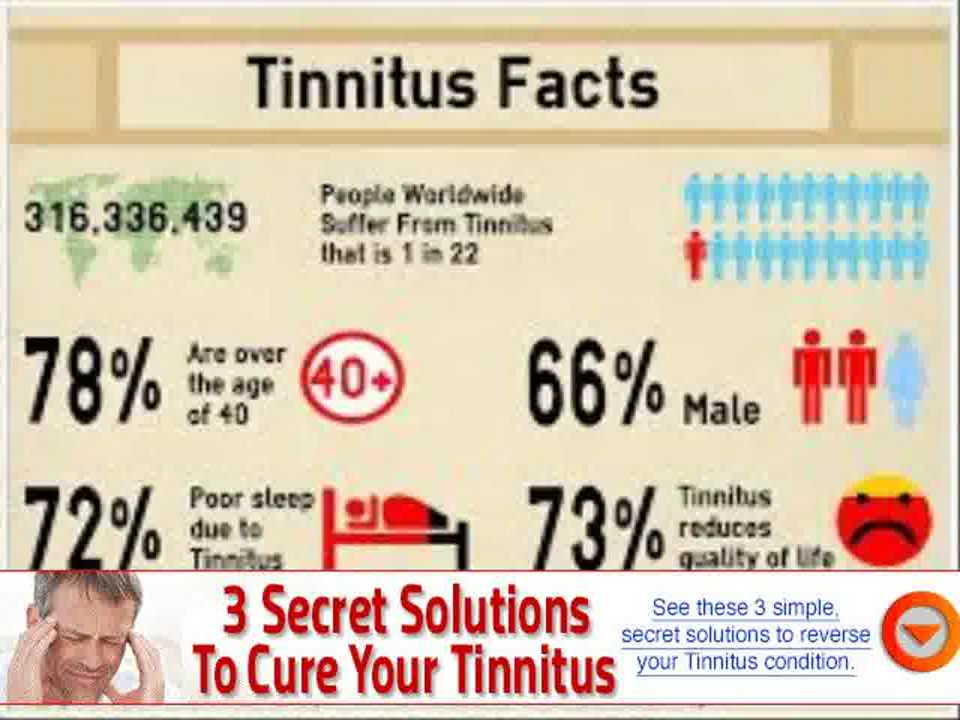 Tinnitus Facts
316,336,439
People Worldwide
Suffer From Tinnitus
that is 1 in 22
78%
Are over
the age
of 40
40+
66%
Male
72%
Poor sleep
due to
Tinnitus
73%
Tinnitus
reduces
quality of life
3 Secret Solutions
To Cure Your Tinnitus
See these 3 simple,
secret solutions to reverse
your Tinnitus condition.